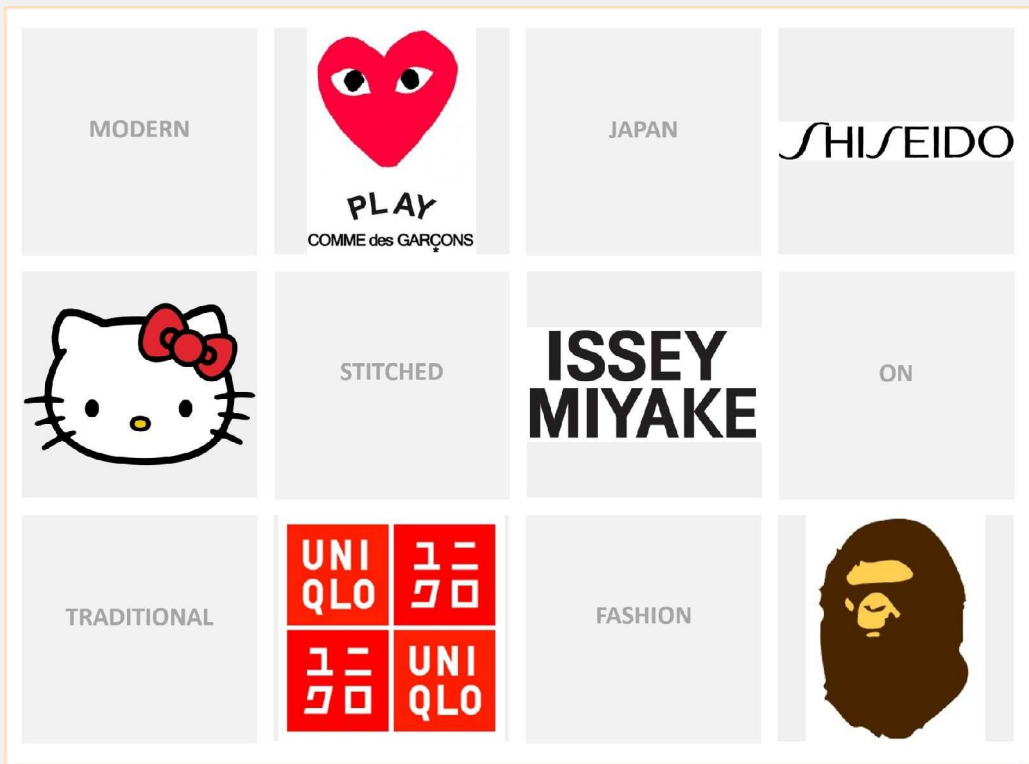 MODERN
PLAY
COMME des GARÇONS
JAPAN
SHISEIDO
STITCHED
ISSEY
MIYAKE
ON
TRADITIONAL
UNI
QLO
ユニ
クロ
ユニ
クロ
UNI
QLO
FASHION